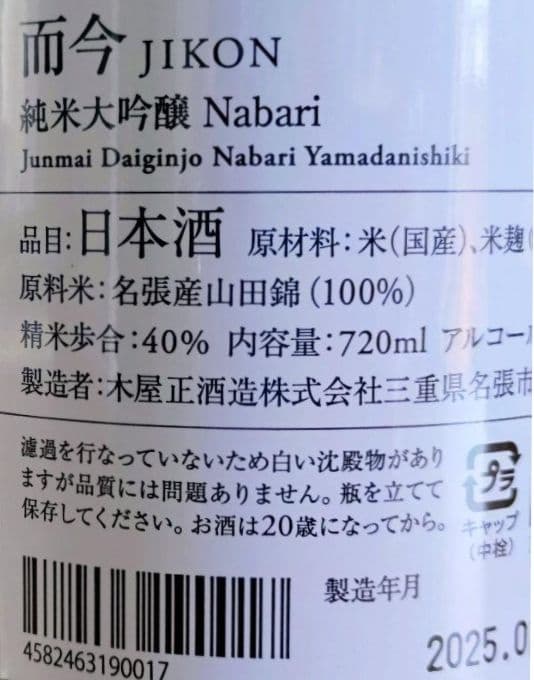 而今 JIKON
純米大吟醸 Nabari
Junmai Daiginjo Nabari Yamadanishiki
品目:日本酒 原材料:米(国産)、米麹(
原料米:名張産山田錦(100%)
精米歩合:40% 内容量:720ml アルコー
製造者:木屋正酒造株式会社三重県名張市
濾過を行なっていないため白い沈殿物があり
ますが品質には問題ありません。瓶を立てて
保存してください。お酒は20歳になってから。
プラ
キャップ
(中栓)
製造年月
2025.0
4582463190017